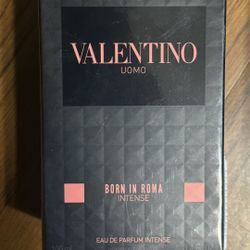 VALENTINO
UOMO
BORN IN ROMA
INTENSE
EAU DE PARFUM INTENSE